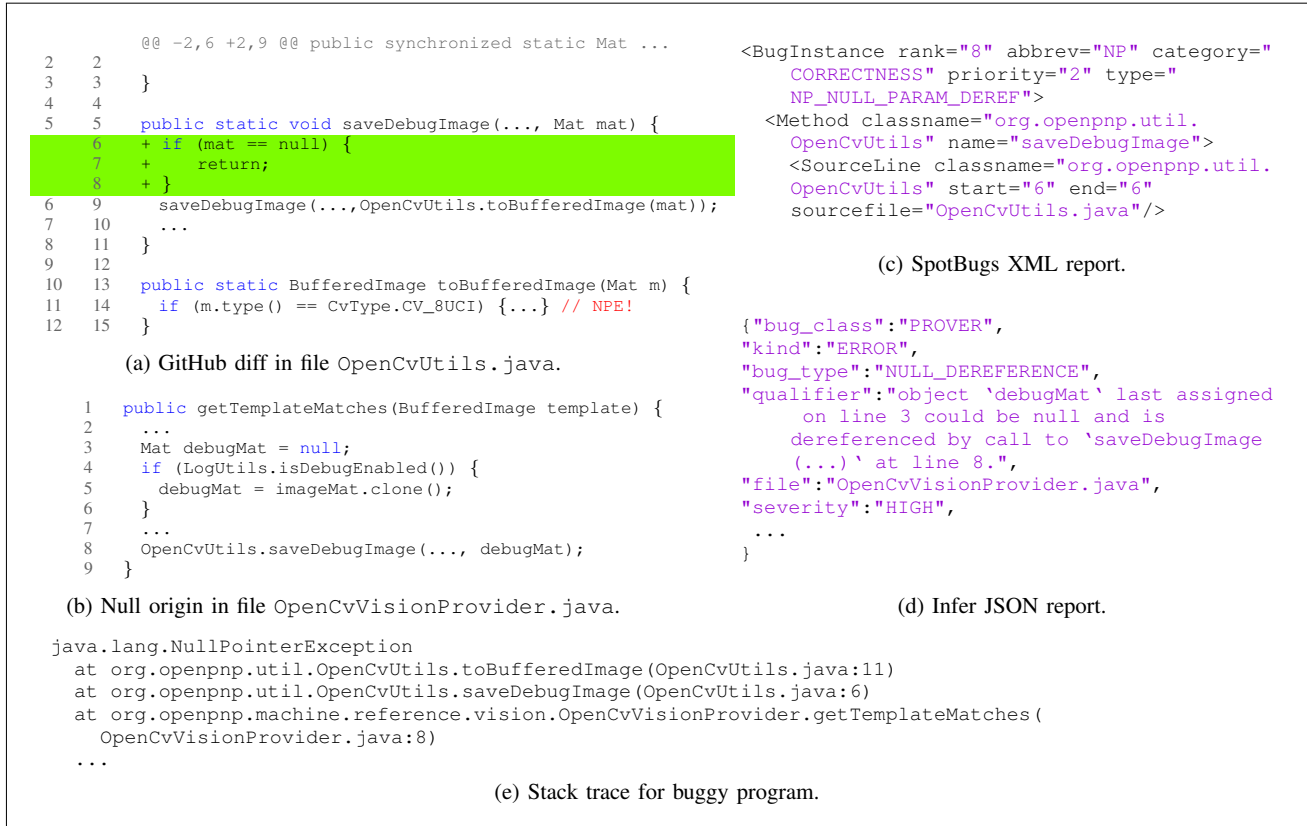 @@ -2,6 +2,9 @@ public synchronized static Mat ...
2 2
3 3 }
4 4
5 5 public static void saveDebugImage(..., Mat mat) {
6 + if (mat == null) {
7 + return;
8 + }
6 9 saveDebugImage(...,OpenCvUtils.toBufferedImage(mat));
7 10 ...
8 11 }
9 12
10 13 public static BufferedImage toBufferedImage(Mat m) {
11 14 if (m.type() == CvType.CV_8UCI) {...} // NPE!
12 15 }
(a) GitHub diff in file OpenCvUtils.java.
1 public getTemplateMatches(BufferedImage template) {
2 ...
3 Mat debugMat = null;
4 if (LogUtils.isDebugEnabled()) {
5 debugMat = imageMat.clone();
6 }
7 ...
8 OpenCvUtils.saveDebugImage(..., debugMat);
9 }
(b) Null origin in file OpenCvVisionProvider.java.
<BugInstance rank="8" abbrev="NP" category="
CORRECTNESS" priority="2" type="
NP_NULL_PARAM_DEREF">
<Method classname="org.openpnp.util.
OpenCvUtils" name="saveDebugImage">
<SourceLine classname="org.openpnp.util.
OpenCvUtils" start="6" end="6"
sourcefile="OpenCvUtils.java"/>
(c) SpotBugs XML report.
{"bug_class":"PROVER",
"kind":"ERROR",
"bug_type":"NULL_DEREFERENCE",
"qualifier":"object ‘debugMat‘ last assigned
on line 3 could be null and is
dereferenced by call to ‘saveDebugImage
(...)‘ at line 8.",
"file":"OpenCvVisionProvider.java",
"severity":"HIGH",
...
}
(d) Infer JSON report.
java.lang.NullPointerException
at org.openpnp.util.OpenCvUtils.toBufferedImage(OpenCvUtils.java:11)
at org.openpnp.util.OpenCvUtils.saveDebugImage(OpenCvUtils.java:6)
at org.openpnp.machine.reference.vision.OpenCvVisionProvider.getTemplateMatches(
OpenCvVisionProvider.java:8)
...
(e) Stack trace for buggy program.